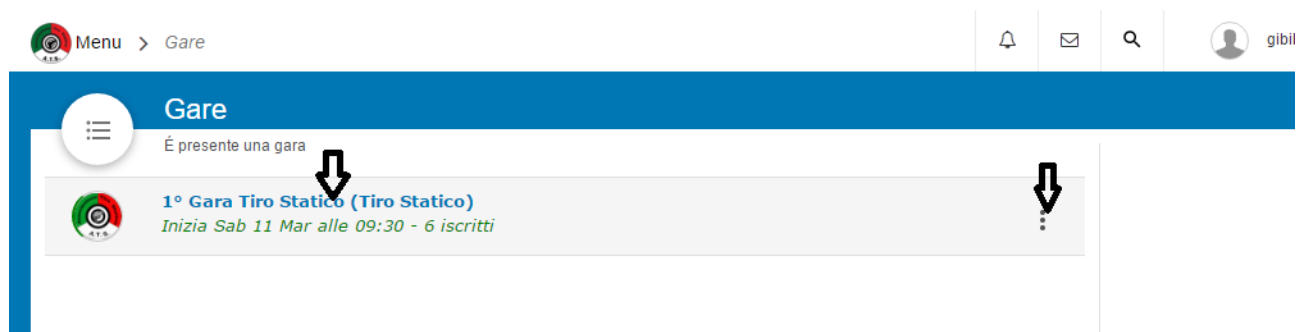 Menu > Gare
gibil
Gare
É presente una gara
1° Gara Tiro Statico (Tiro Statico)
Inizia Sab 11 Mar alle 09:30 - 6 iscritti
A.T.S.